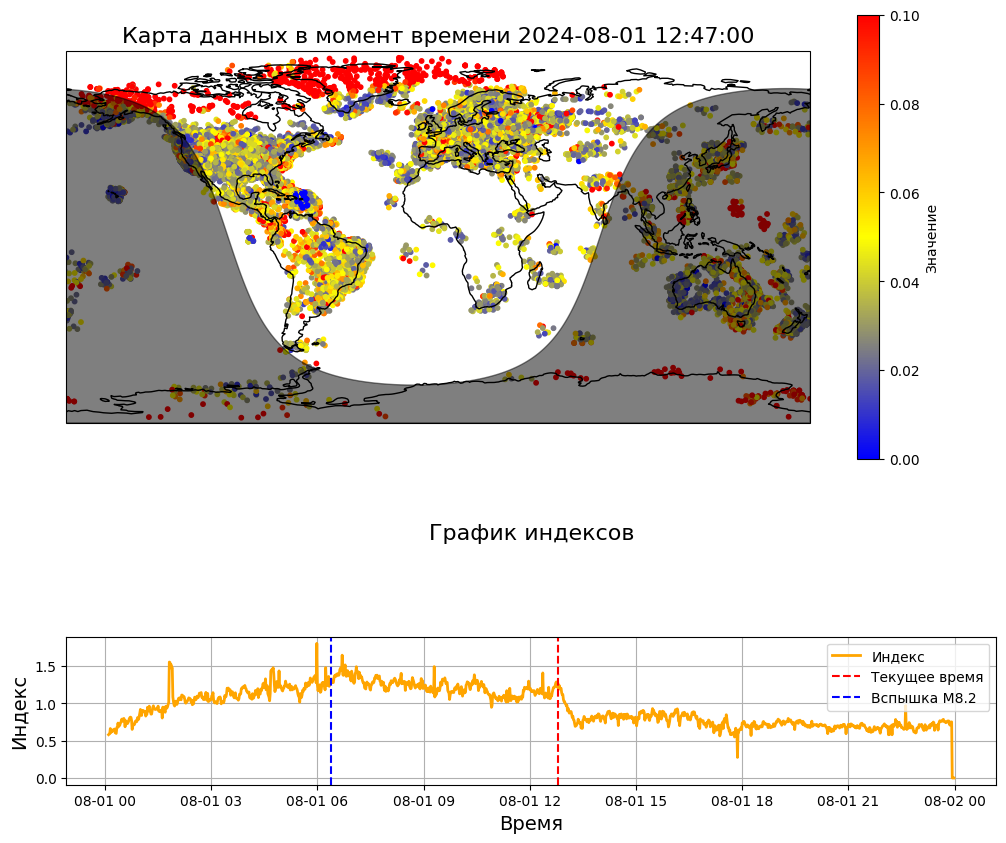 Карта данных в момент времени 2024-08-01 12:47:00
0.10
0.08
0.06
0.04
0.02
0.00
Значение
График индексов
Индекс
1.5
1.0
0.5
0.0
Индекс
Текущее время
Вспышка M8.2
08-01 00 08-01 03 08-01 06 08-01 09 08-01 12 08-01 15 08-01 18 08-01 21 08-02 00
Время